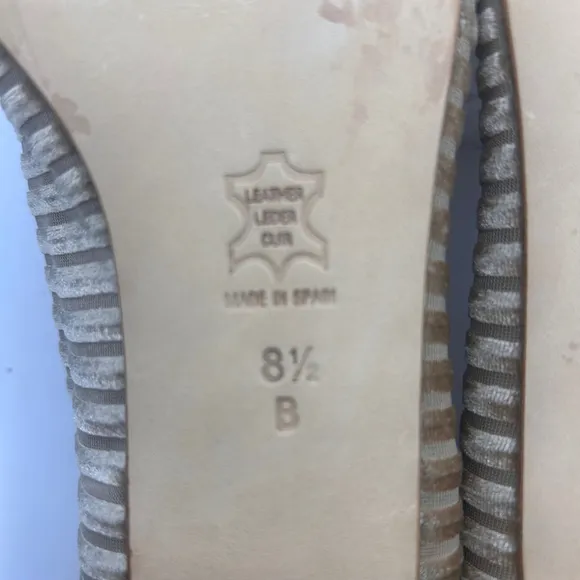 LEATHER
LEDER
CUIR
MADE IN SPAIN
8½
B